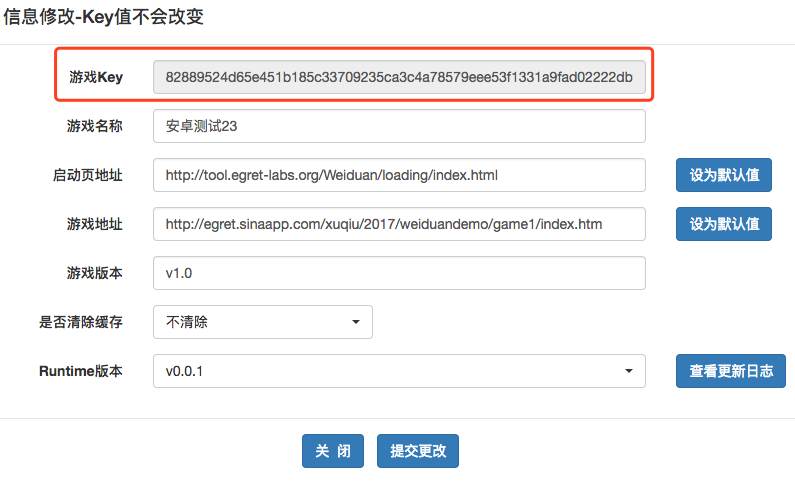 信息修改-Key值不会改变
游戏Key 82889524d65e451b185c33709235ca3c4a78579eee53f1331a9fad02222db
游戏名称 安卓测试23
启动页地址 http://tool.egret-labs.org/Weiduan/loading/index.html 设为默认值
游戏地址 http://egret.sinaapp.com/xuqiu/2017/weiduandemo/game1/index.htm 设为默认值
游戏版本 v1.0
是否清除缓存 不清除
Runtime版本 v0.0.1 查看更新日志
关 闭 提交更改